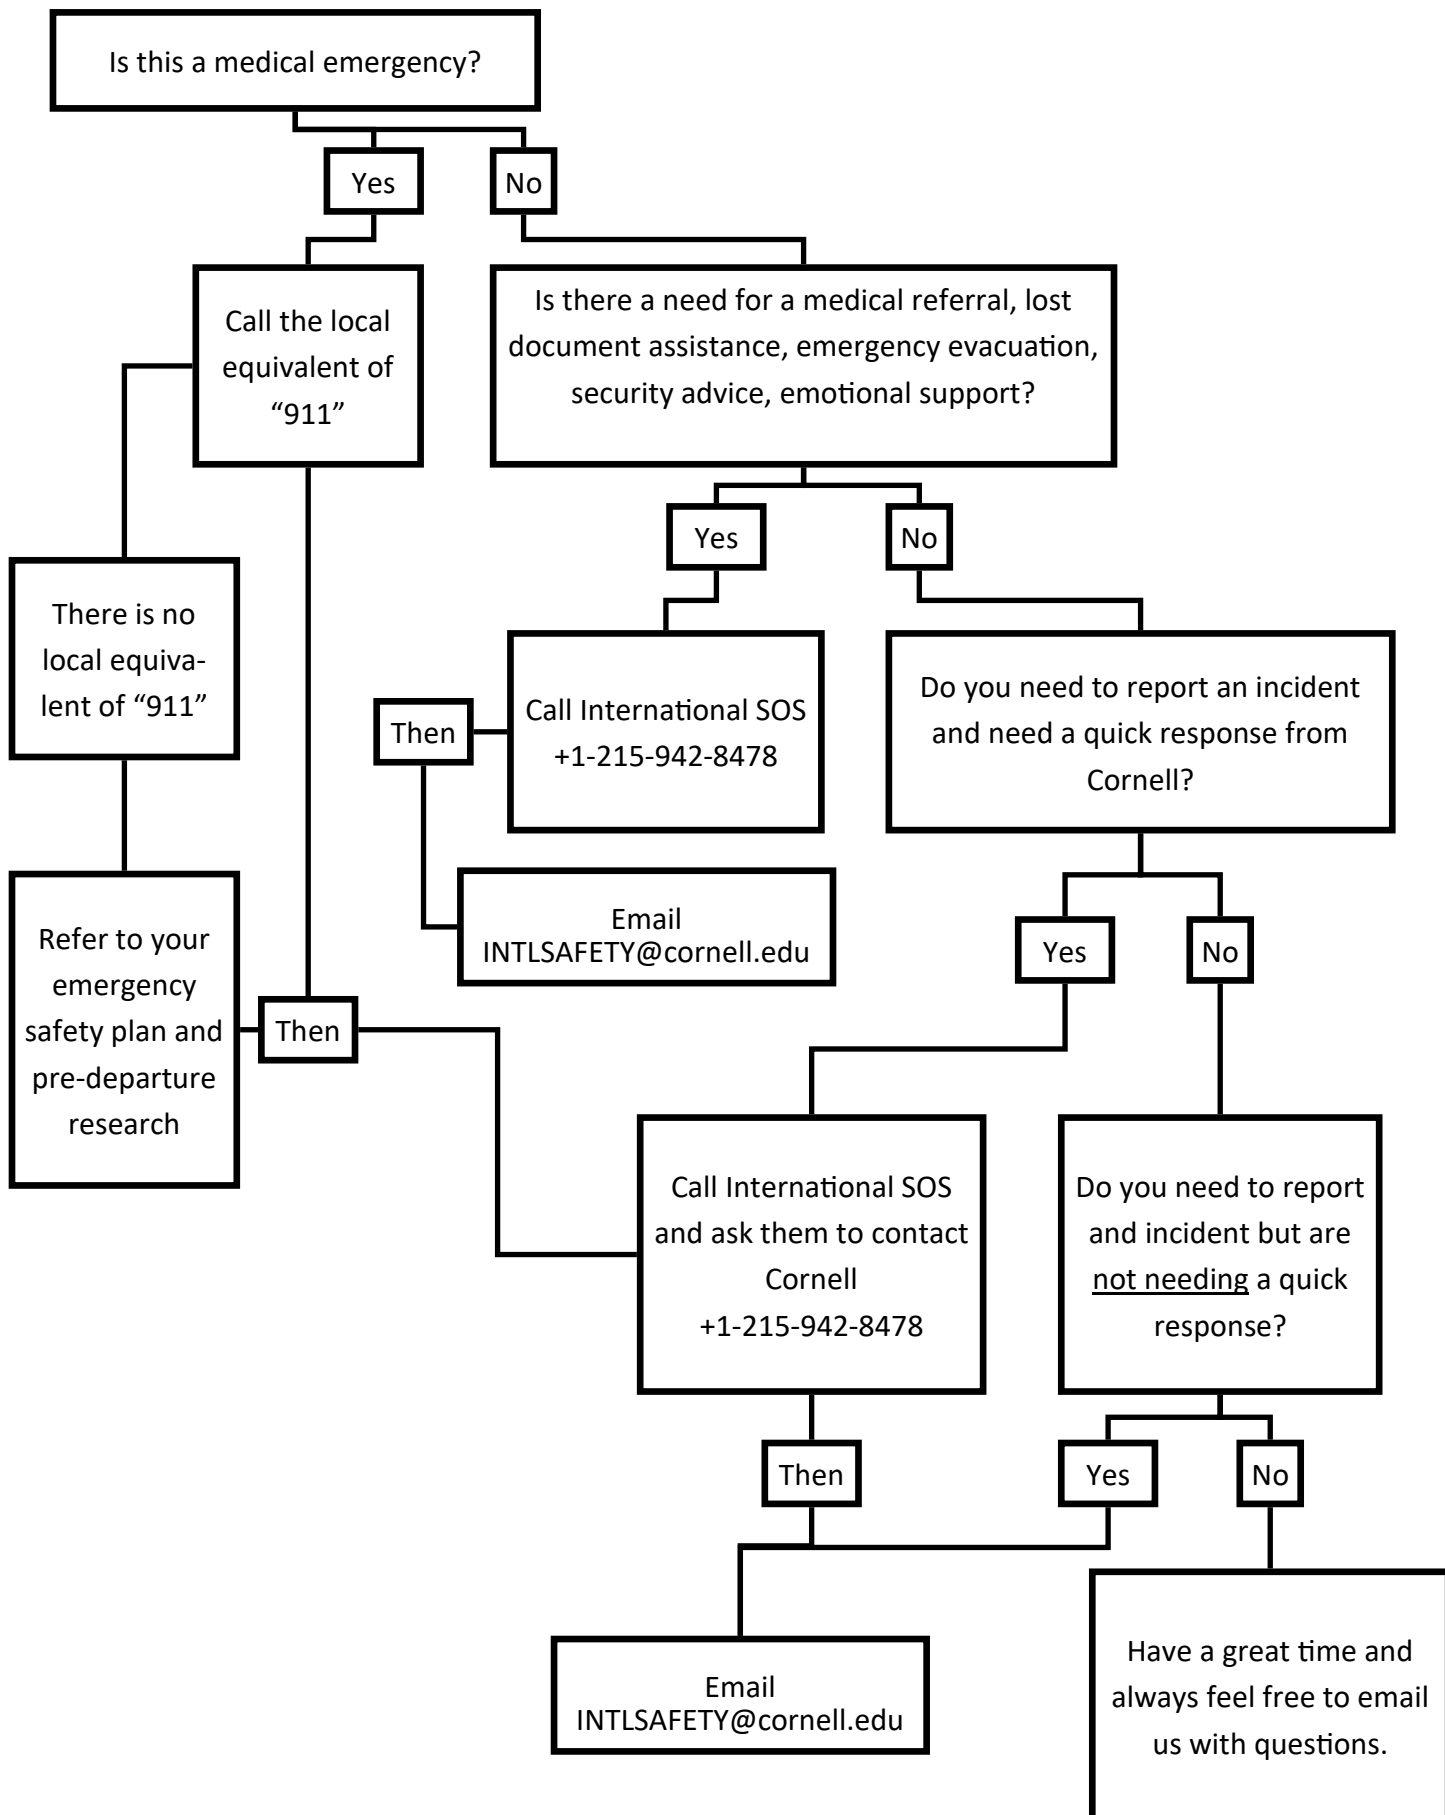 Is this a medical emergency?
Yes
No
Call the local
equivalent of
“911”
Is there a need for a medical referral, lost
document assistance, emergency evacuation,
security advice, emotional support?
Yes
No
There is no
local equiva-
lent of “911”
Then
Call International SOS
+1-215-942-8478
Do you need to report an incident
and need a quick response from
Cornell?
Email
INTLSAFETY@cornell.edu
Yes
No
Refer to your
emergency
safety plan and
pre-departure
research
Then
Call International SOS
and ask them to contact
Cornell
+1-215-942-8478
Do you need to report
and incident but are
not needing a quick
response?
Then
Yes
No
Email
INTLSAFETY@cornell.edu
Have a great time and
always feel free to email
us with questions.